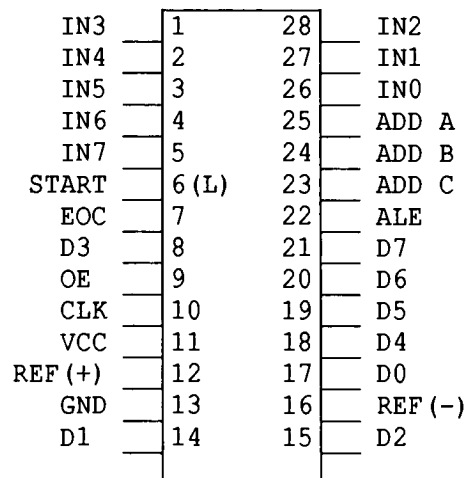 IN3 1 28 IN2
IN4 2 27 IN1
IN5 3 26 IN0
IN6 4 25 ADD A
IN7 5 24 ADD B
START 6(L) 23 ADD C
EOC 7 22 ALE
D3 8 21 D7
OE 9 20 D6
CLK 10 19 D5
VCC 11 18 D4
REF(+) 12 17 D0
GND 13 16 REF(-)
D1 14 15 D2